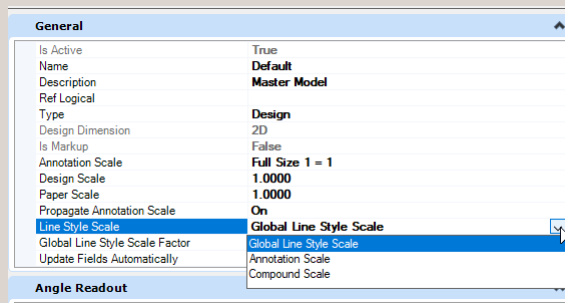 General
Is Active True
Name Default
Description Master Model
Ref Logical
Type Design
Design Dimension 2D
Is Markup False
Annotation Scale Full Size 1 = 1
Design Scale 1.0000
Paper Scale 1.0000
Propagate Annotation Scale On
Line Style Scale Global Line Style Scale
Global Line Style Scale Factor Global Line Style Scale
Update Fields Automatically Annotation Scale
Compound Scale
Angle Readout